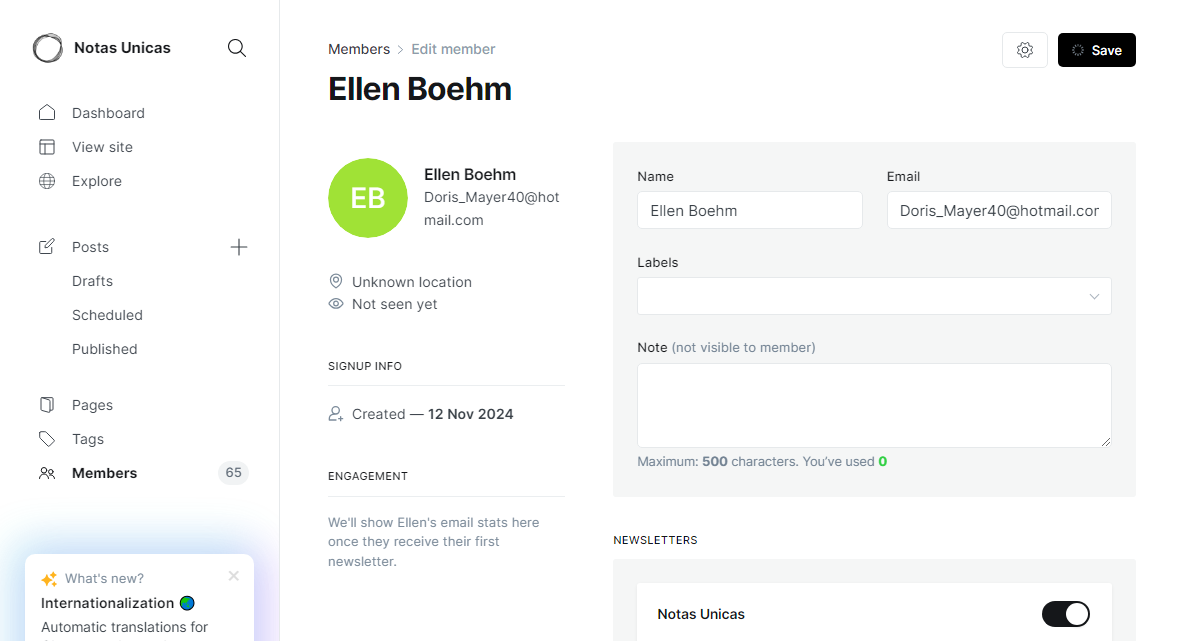 Notas Unicas
Dashboard
View site
Explore
Posts
Drafts
Scheduled
Published
Pages
Tags
Members 65
What's new?
Internationalization
Automatic translations for
Members > Edit member
Save
Ellen Boehm
EB
Ellen Boehm
Doris_Mayer40@hot
mail.com
Unknown location
Not seen yet
SIGNUP INFO
Created — 12 Nov 2024
ENGAGEMENT
We'll show Ellen's email stats here
once they receive their first
newsletter.
Name Email
Ellen Boehm Doris_Mayer40@hotmail.cor
Labels
Note (not visible to member)
Maximum: 500 characters. You've used 0
NEWSLETTERS
Notas Unicas